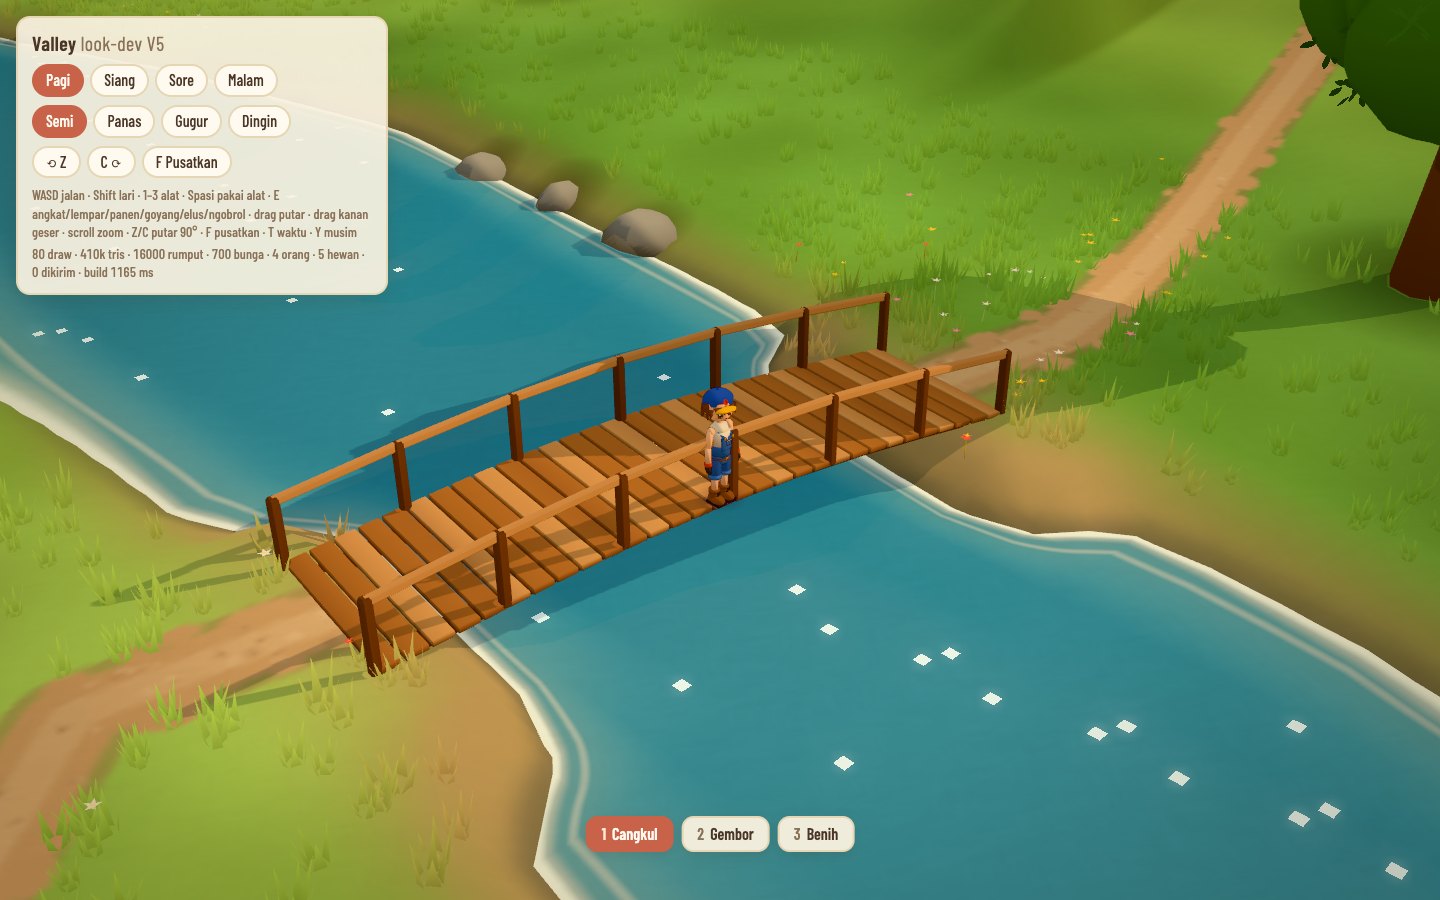 Valley look-dev V5
Pagi Siang Sore Malam
Semi Panas Gugur Dingin
⟲ Z C ⟳ F Pusatkan
WASD jalan · Shift lari · 1–3 alat · Spasi pakai alat · E
angkat/lempar/panen/goyang/elus/ngobrol · drag putar · drag kanan
geser · scroll zoom · Z/C putar 90° · F pusatkan · T waktu · Y musim
80 draw · 410k tris · 16000 rumput · 700 bunga · 4 orang · 5 hewan ·
0 dikirim · build 1165 ms
1 Cangkul 2 Gembor 3 Benih